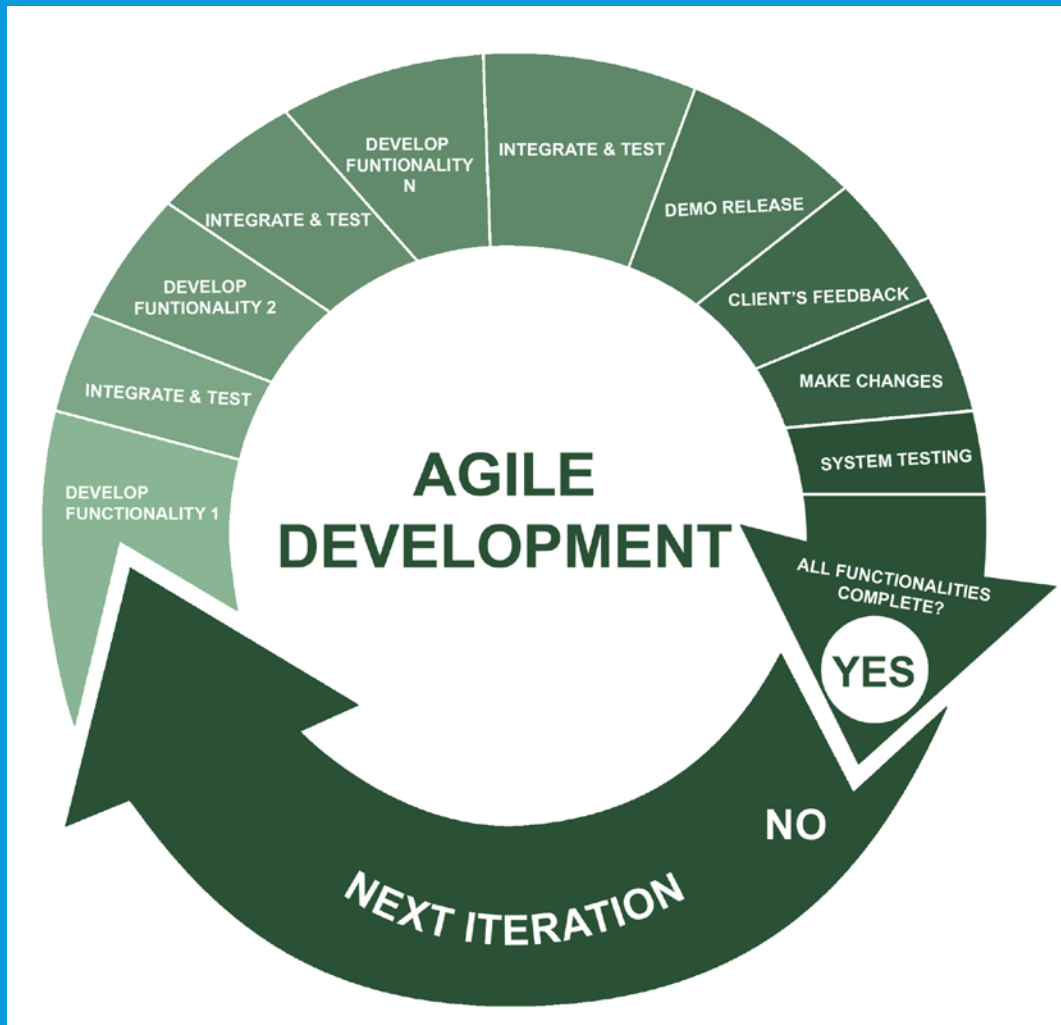 DEVELOP
FUNCTIONALITY 1
INTEGRATE & TEST
DEVELOP
FUNTIONALITY 2
INTEGRATE & TEST
DEVELOP
FUNTIONALITY
N
INTEGRATE & TEST
DEMO RELEASE
CLIENT'S FEEDBACK
MAKE CHANGES
SYSTEM TESTING
ALL FUNCTIONALITIES
COMPLETE?
YES
NO
NEXT ITERATION
AGILE
DEVELOPMENT